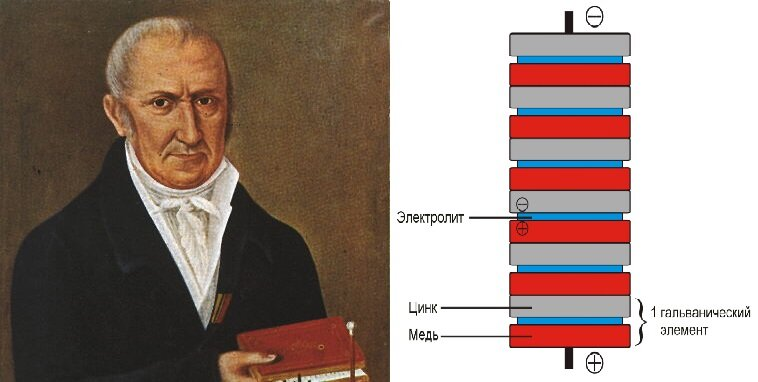 ⊖
⊖
Электролит
⊕
Цинк
1 гальванический
элемент
Медь
⊕